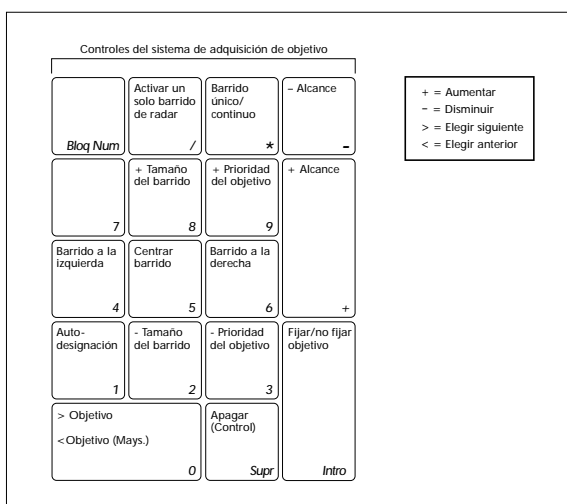 Controles del sistema de adquisición de objetivo
Bloq Num
Activar un
solo barrido
de radar
/
Barrido
único/
continuo
*
– Alcance
-
+ = Aumentar
– = Disminuir
> = Elegir siguiente
< = Elegir anterior
7
+ Tamaño
del barrido
8
+ Prioridad
del objetivo
9
+ Alcance
+
Barrido a la
izquierda
4
Centrar
barrido
5
Barrido a la
derecha
6
Auto-
designación
1
- Tamaño
del barrido
2
- Prioridad
del objetivo
3
Fijar/no fijar
objetivo
Intro
> Objetivo
<Objetivo (Mays.)
0
Apagar
(Control)
Supr